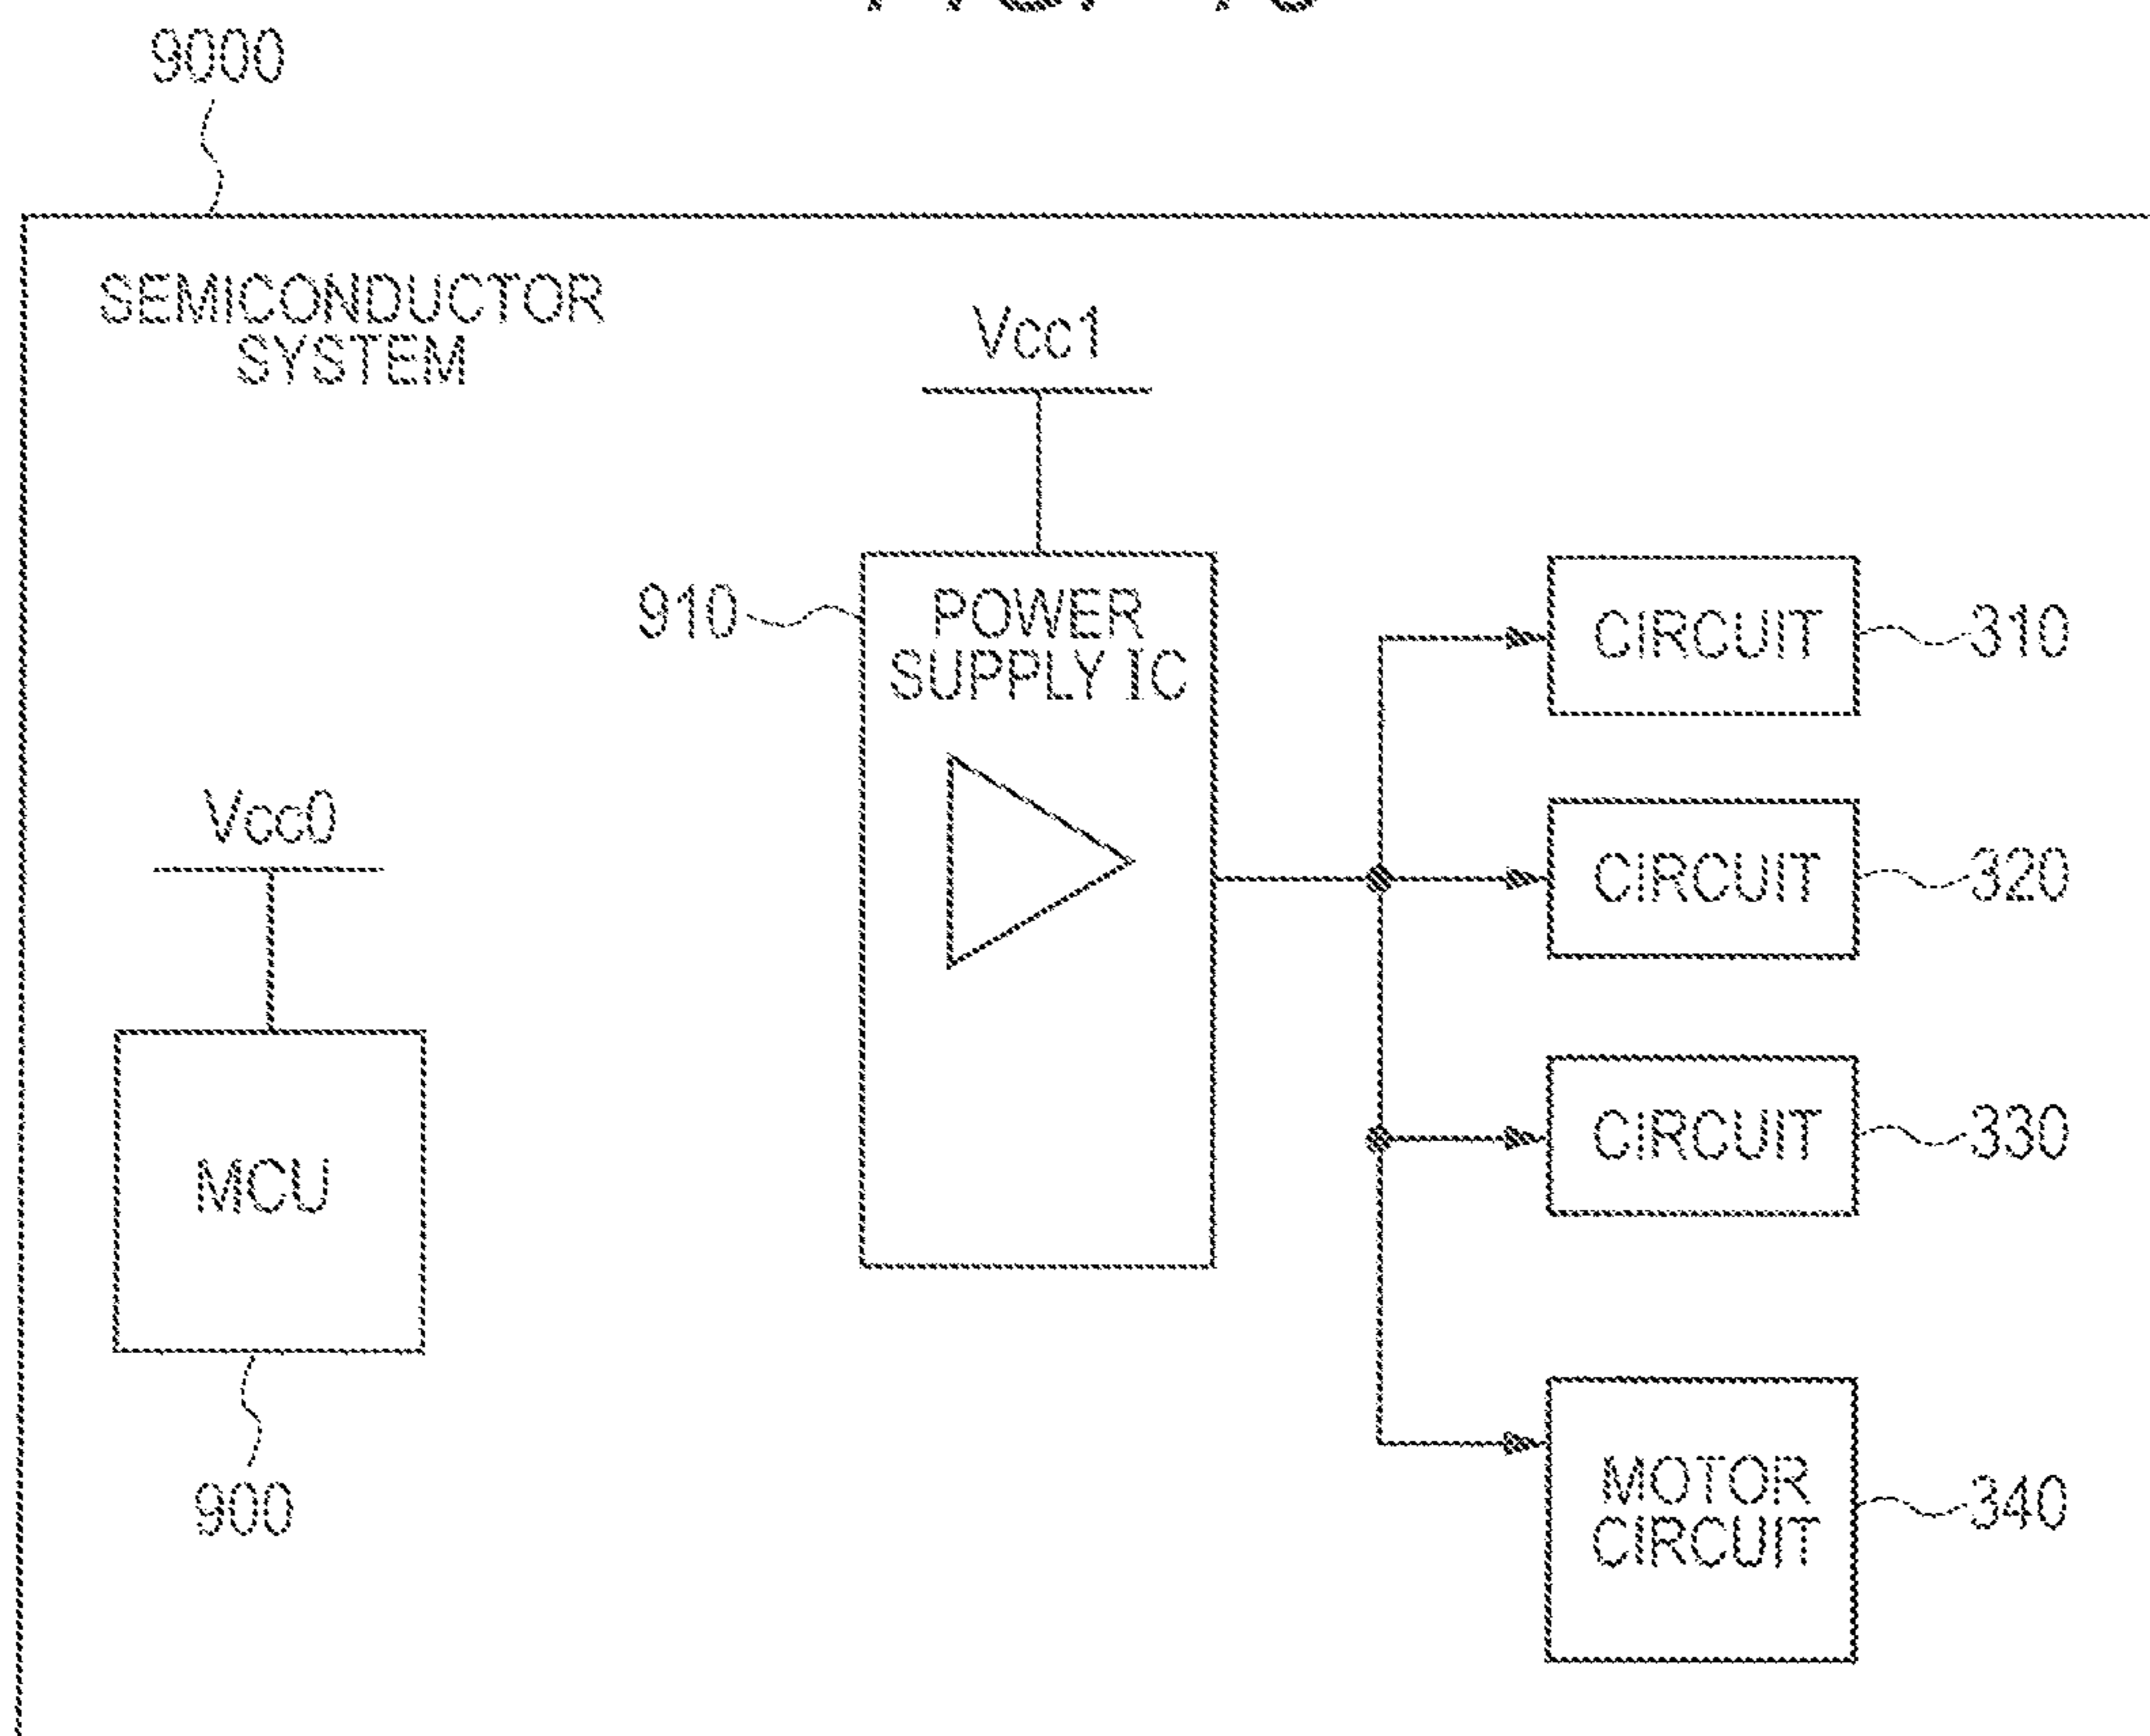 9000
SEMICONDUCTOR
SYSTEM
Vcc1
910
POWER
SUPPLY IC
CIRCUIT
310
Vcc0
CIRCUIT
320
MCU
CIRCUIT
330
900
MOTOR
CIRCUIT
340